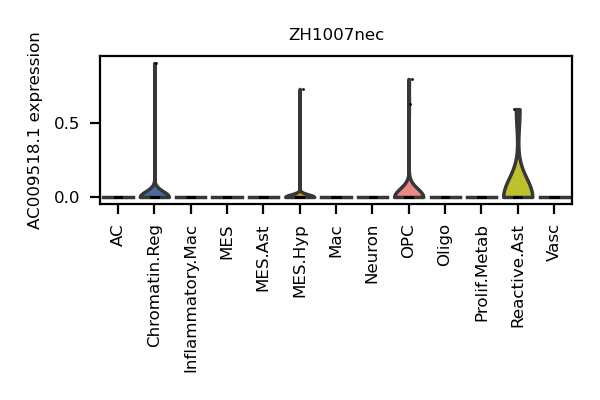 ZH1007nec
AC009518.1 expression
0.5
0.0
AC
Chromatin.Reg
Inflammatory.Mac
MES
MES.Ast
MES.Hyp
Mac
Neuron
OPC
Oligo
Prolif.Metab
Reactive.Ast
Vasc